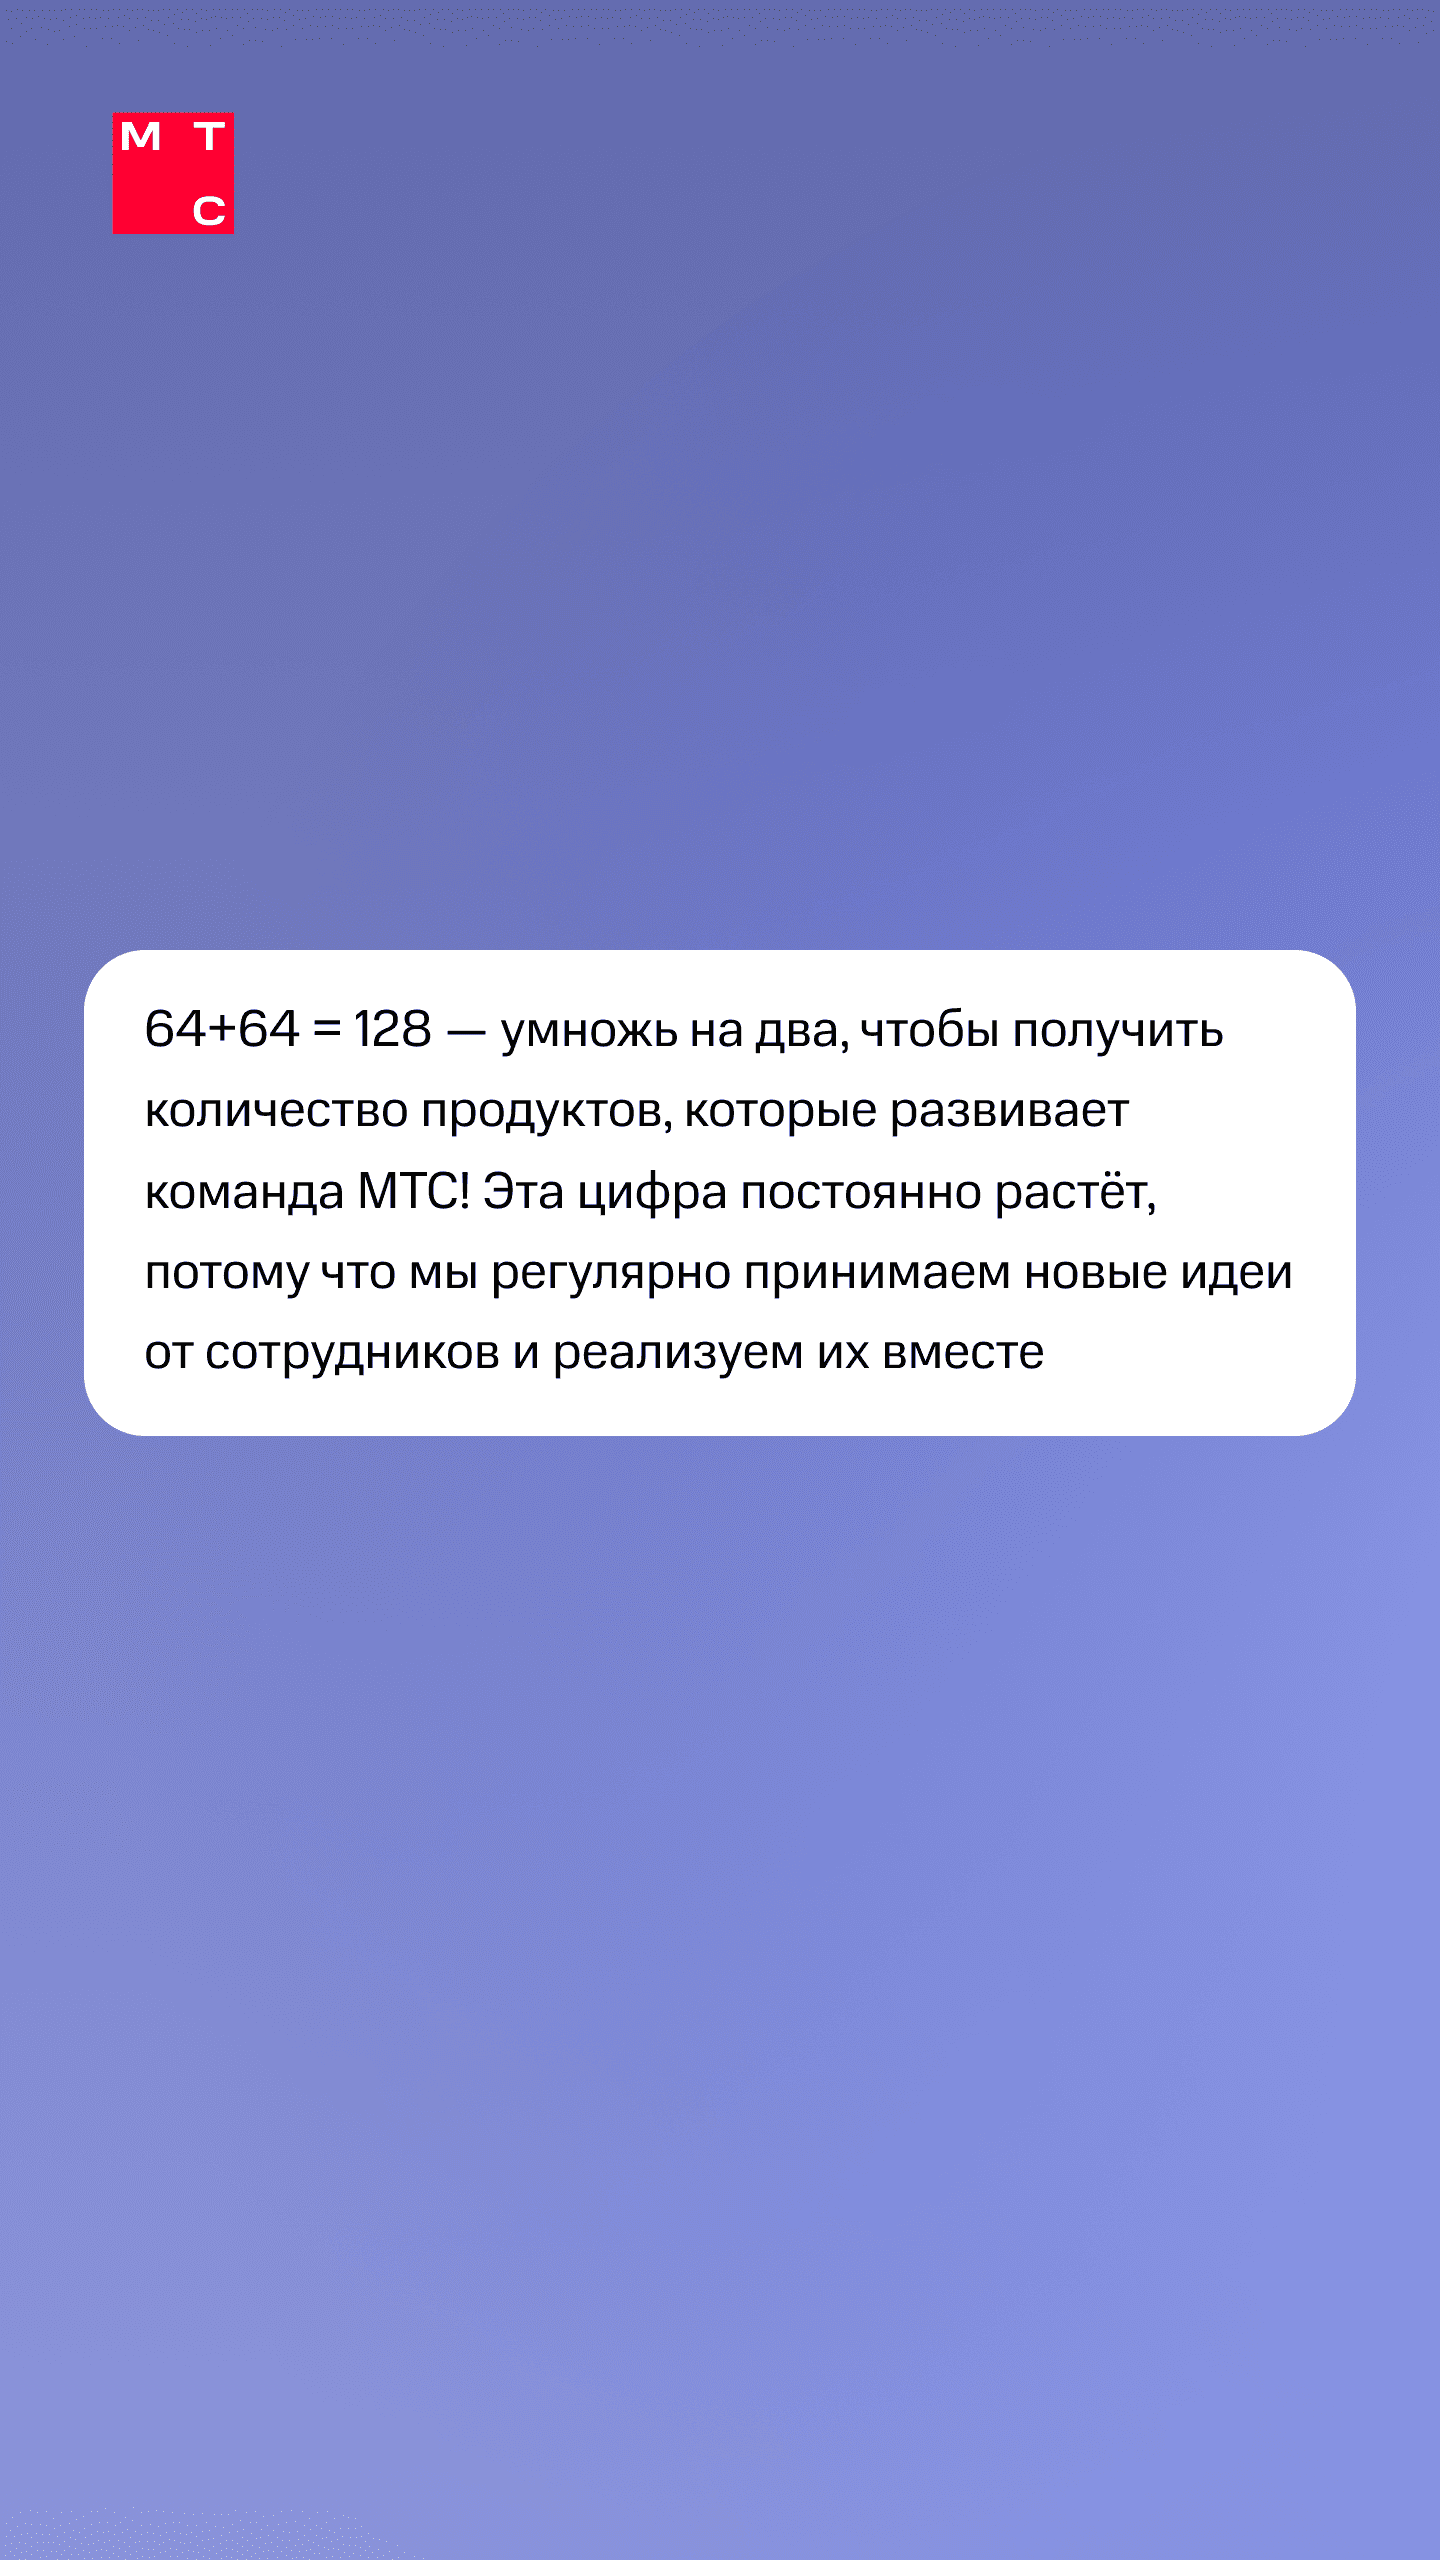 М Т
С
64+64 = 128 — умножь на два, чтобы получить
количество продуктов, которые развивает
команда МТС! Эта цифра постоянно растёт,
потому что мы регулярно принимаем новые идеи
от сотрудников и реализуем их вместе